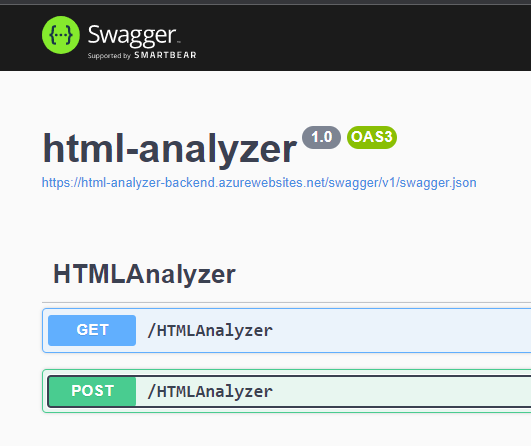 {···} Swagger
Supported by SMARTBEAR
html-analyzer 1.0 OAS3
https://html-analyzer-backend.azurewebsites.net/swagger/v1/swagger.json
HTMLAnalyzer
GET /HTMLAnalyzer
POST /HTMLAnalyzer